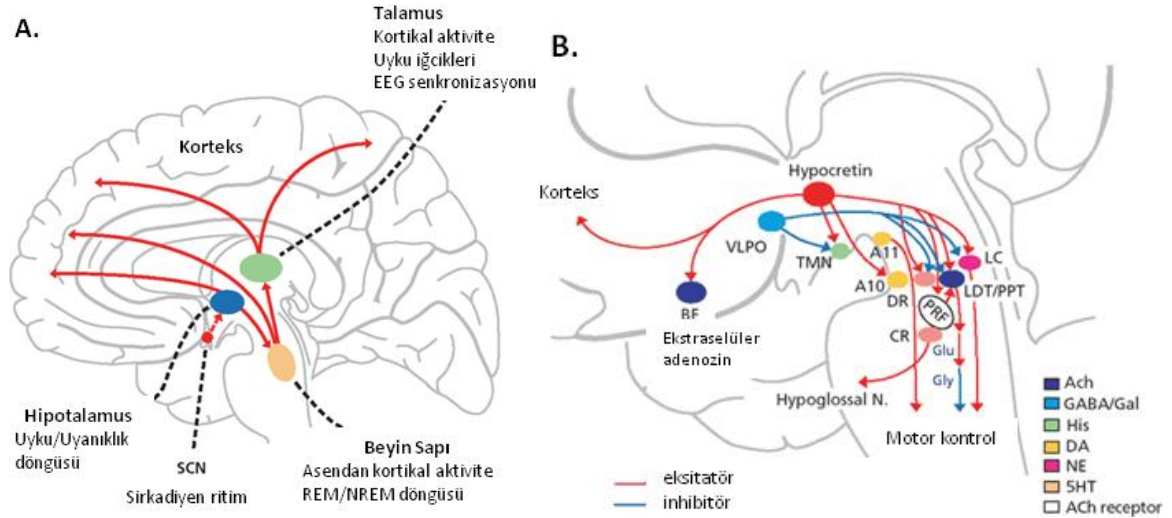 A.
Talamus
Kortikal aktivite
Uyku iğcikleri
EEG senkronizasyonu
Korteks
Hipotalamus
Uyku/Uyanıklık
döngüsü
SCN
Sirkadiyen ritim
Beyin Sapı
Asendan kortikal aktivite
REM/NREM döngüsü
B.
Hypocretin
Korteks
VLPO
TMN
A11
A10
LC
LDT/PPT
DR
PRF
BF
Ekstraselüler
adenozin
CR
Glu
Gly
Hypoglossal N.
Motor kontrol
eksitatör
inhibitör
Ach
GABA/Gal
His
DA
NE
5HT
ACh receptor